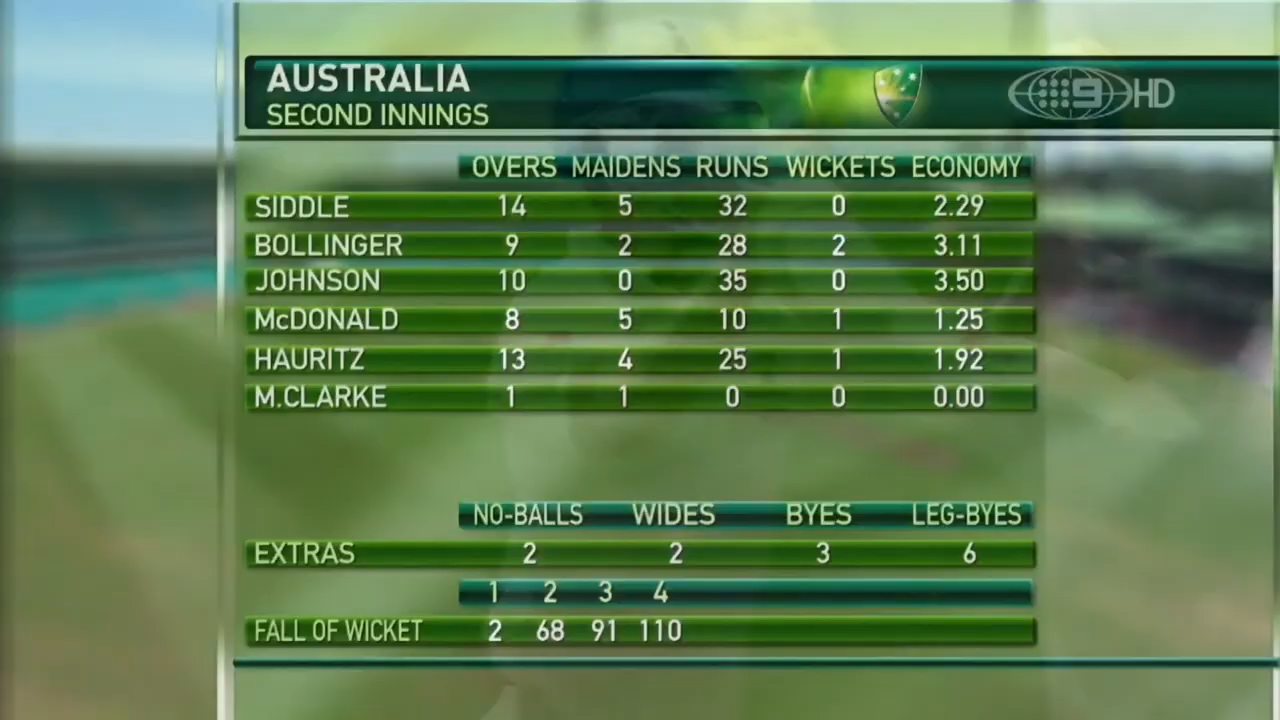 AUSTRALIA
SECOND INNINGS
9HD
OVERS MAIDENS RUNS WICKETS ECONOMY
SIDDLE 14 5 32 0 2.29
BOLLINGER 9 2 28 2 3.11
JOHNSON 10 0 35 0 3.50
McDONALD 8 5 10 1 1.25
HAURITZ 13 4 25 1 1.92
M.CLARKE 1 1 0 0 0.00
NO-BALLS WIDES BYES LEG-BYES
EXTRAS 2 2 3 6
1 2 3 4
FALL OF WICKET 2 68 91 110